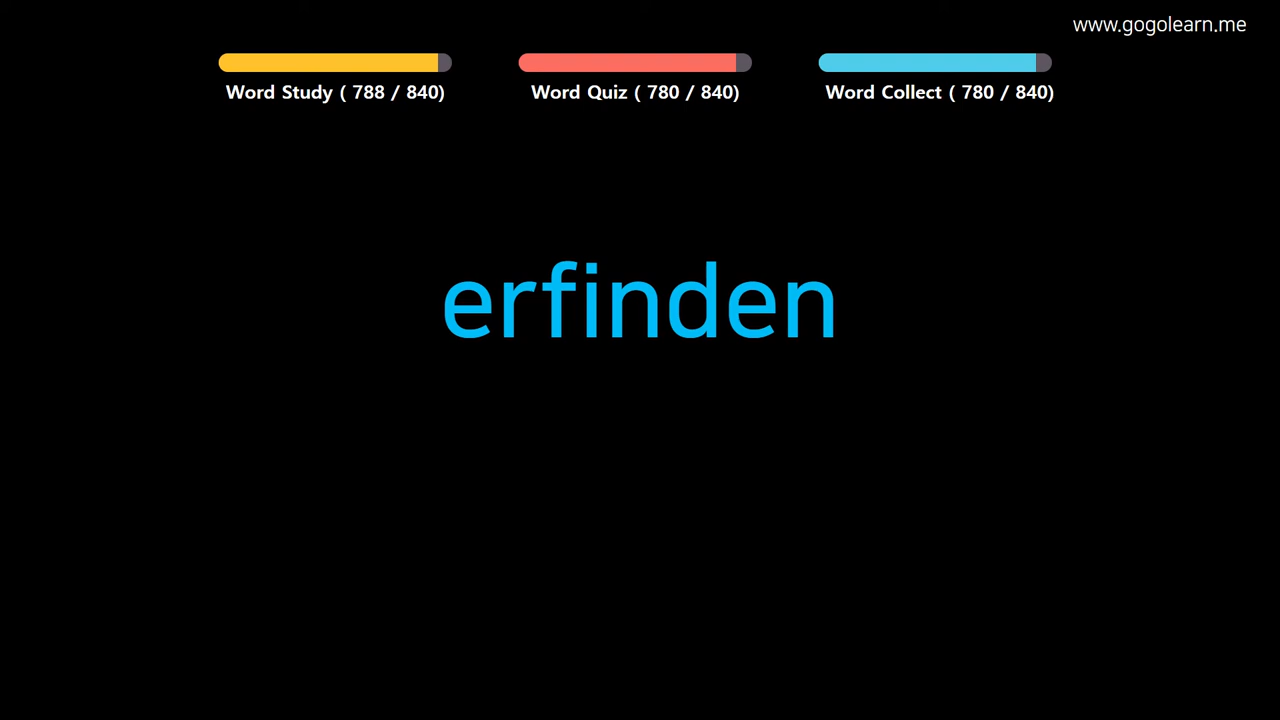 www.gogolearn.me
Word Study ( 788 / 840)
Word Quiz ( 780 / 840)
Word Collect ( 780 / 840)
erfinden